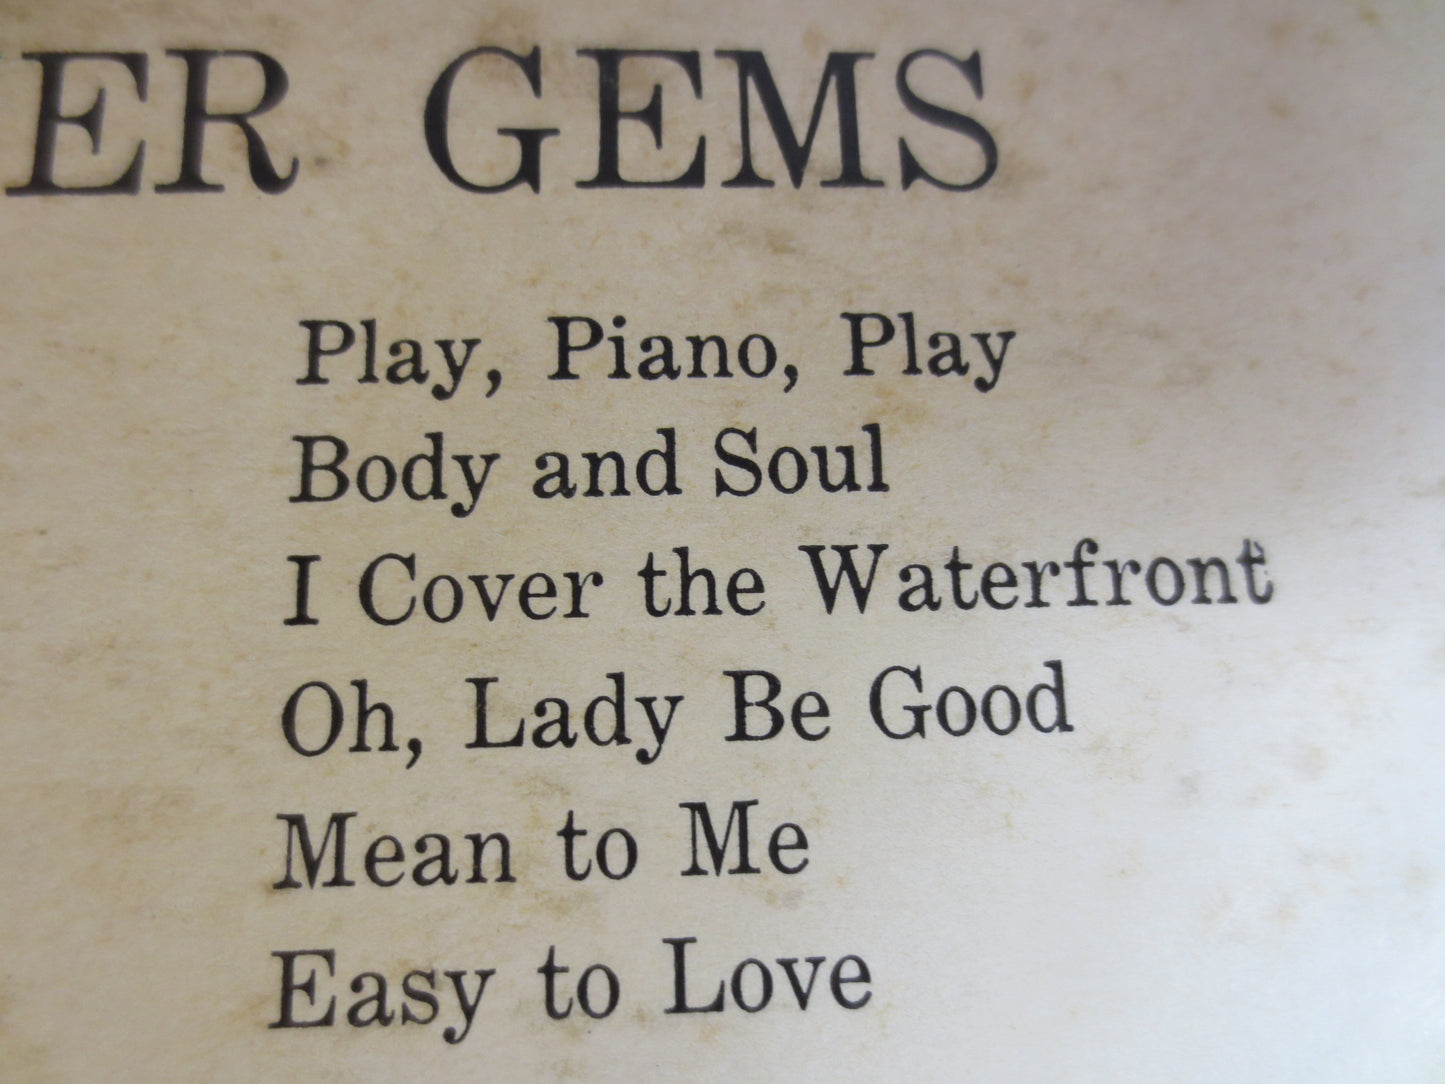 ER GEMS
Play, Piano, Play
Body and Soul
I Cover the Waterfront
Oh, Lady Be Good
Mean to Me
Easy to Love